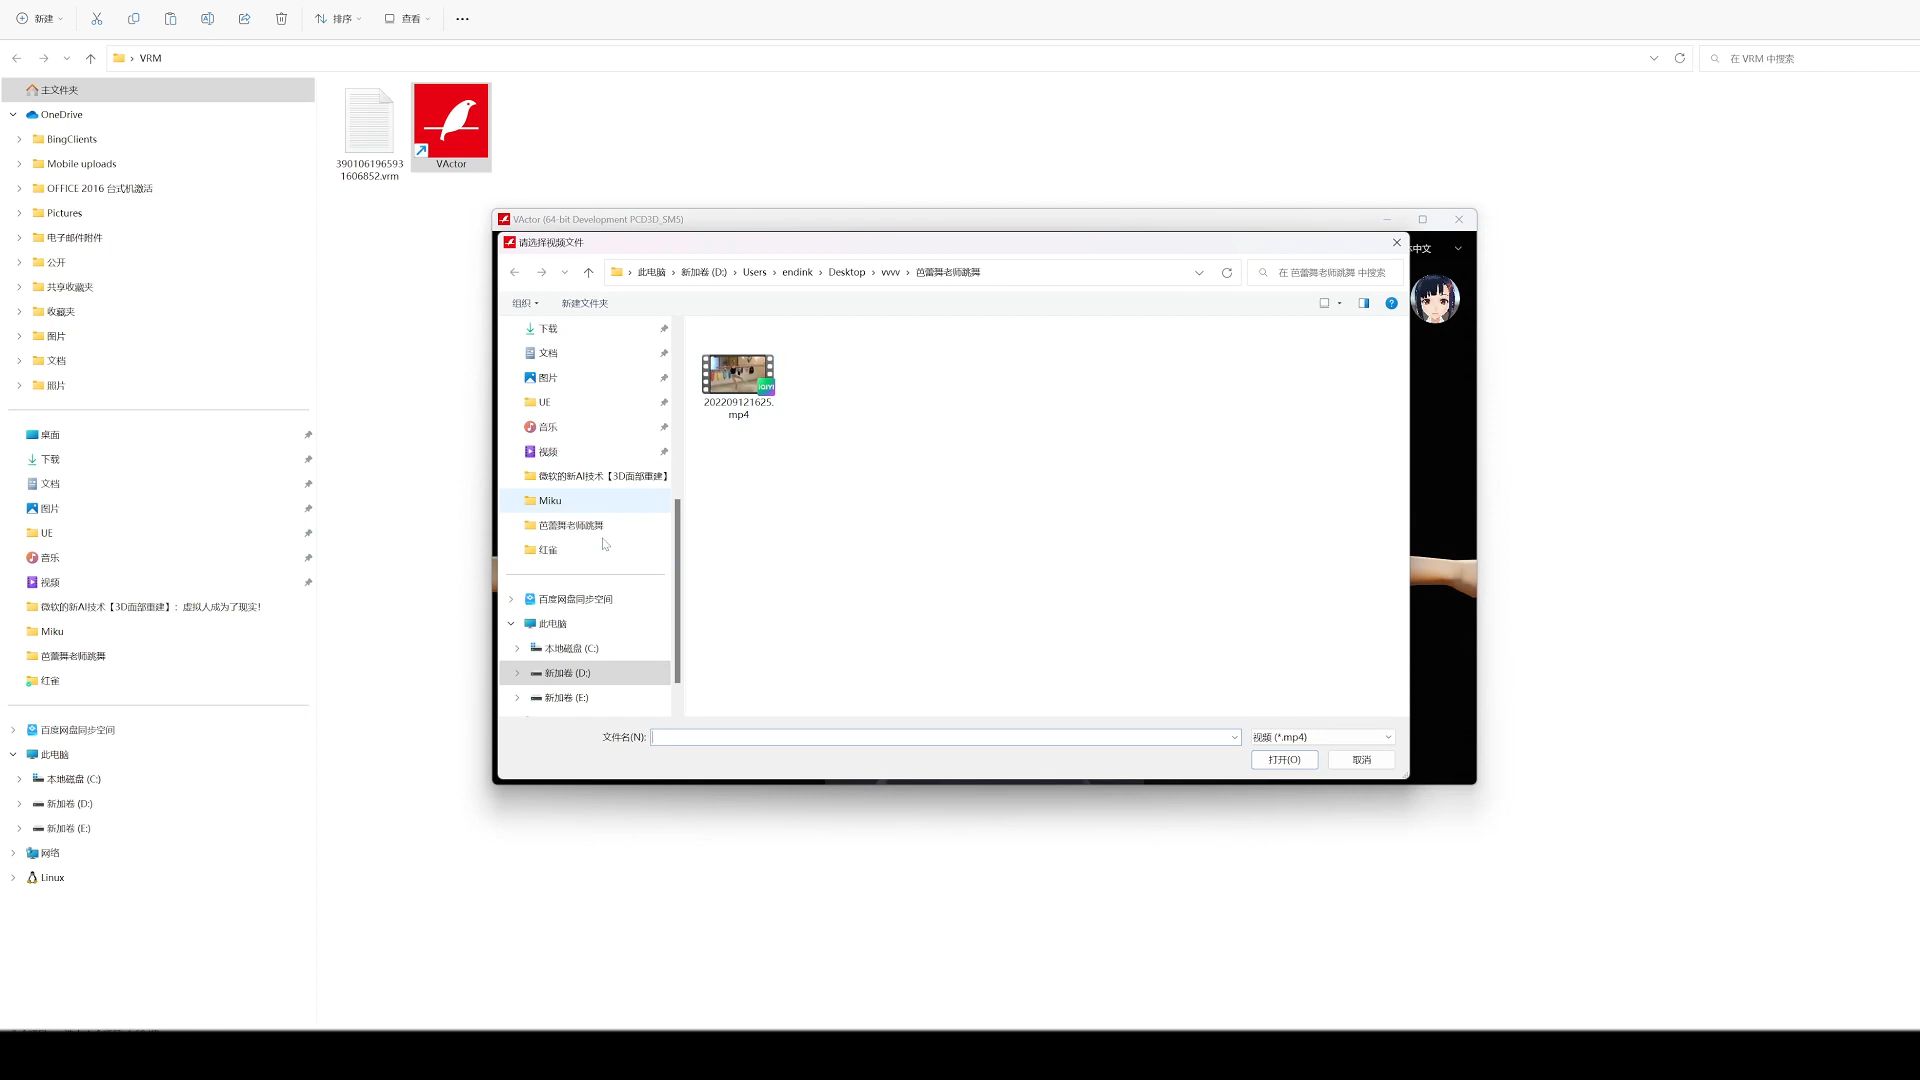 新建
排序
查看
VRM
在 VRM 中搜索
主文件夹
OneDrive
BingClients
Mobile uploads
OFFICE 2016 台式机激活
Pictures
电子邮件附件
公开
共享收藏夹
收藏夹
图片
文档
照片
桌面
下载
文档
图片
UE
音乐
视频
微软的新AI技术【3D面部重建】：虚拟人成为了现实！
Miku
芭蕾舞老师跳舞
红雀
百度网盘同步空间
此电脑
本地磁盘 (C:)
新加卷 (D:)
新加卷 (E:)
网络
Linux
390106196593
1606852.vrm
VActor
VActor (64-bit Development PCD3D_SM5)
中文
请选择视频文件
此电脑 新加卷 (D:) Users endink Desktop vvvv 芭蕾舞老师跳舞
在 芭蕾舞老师跳舞 中搜索
组织 新建文件夹
下载
文档
图片
UE
音乐
视频
微软的新AI技术【3D面部重建】
Miku
芭蕾舞老师跳舞
红雀
百度网盘同步空间
此电脑
本地磁盘 (C:)
新加卷 (D:)
新加卷 (E:)
202209121625.
mp4
文件名(N):
视频 (*.mp4)
打开(O)
取消